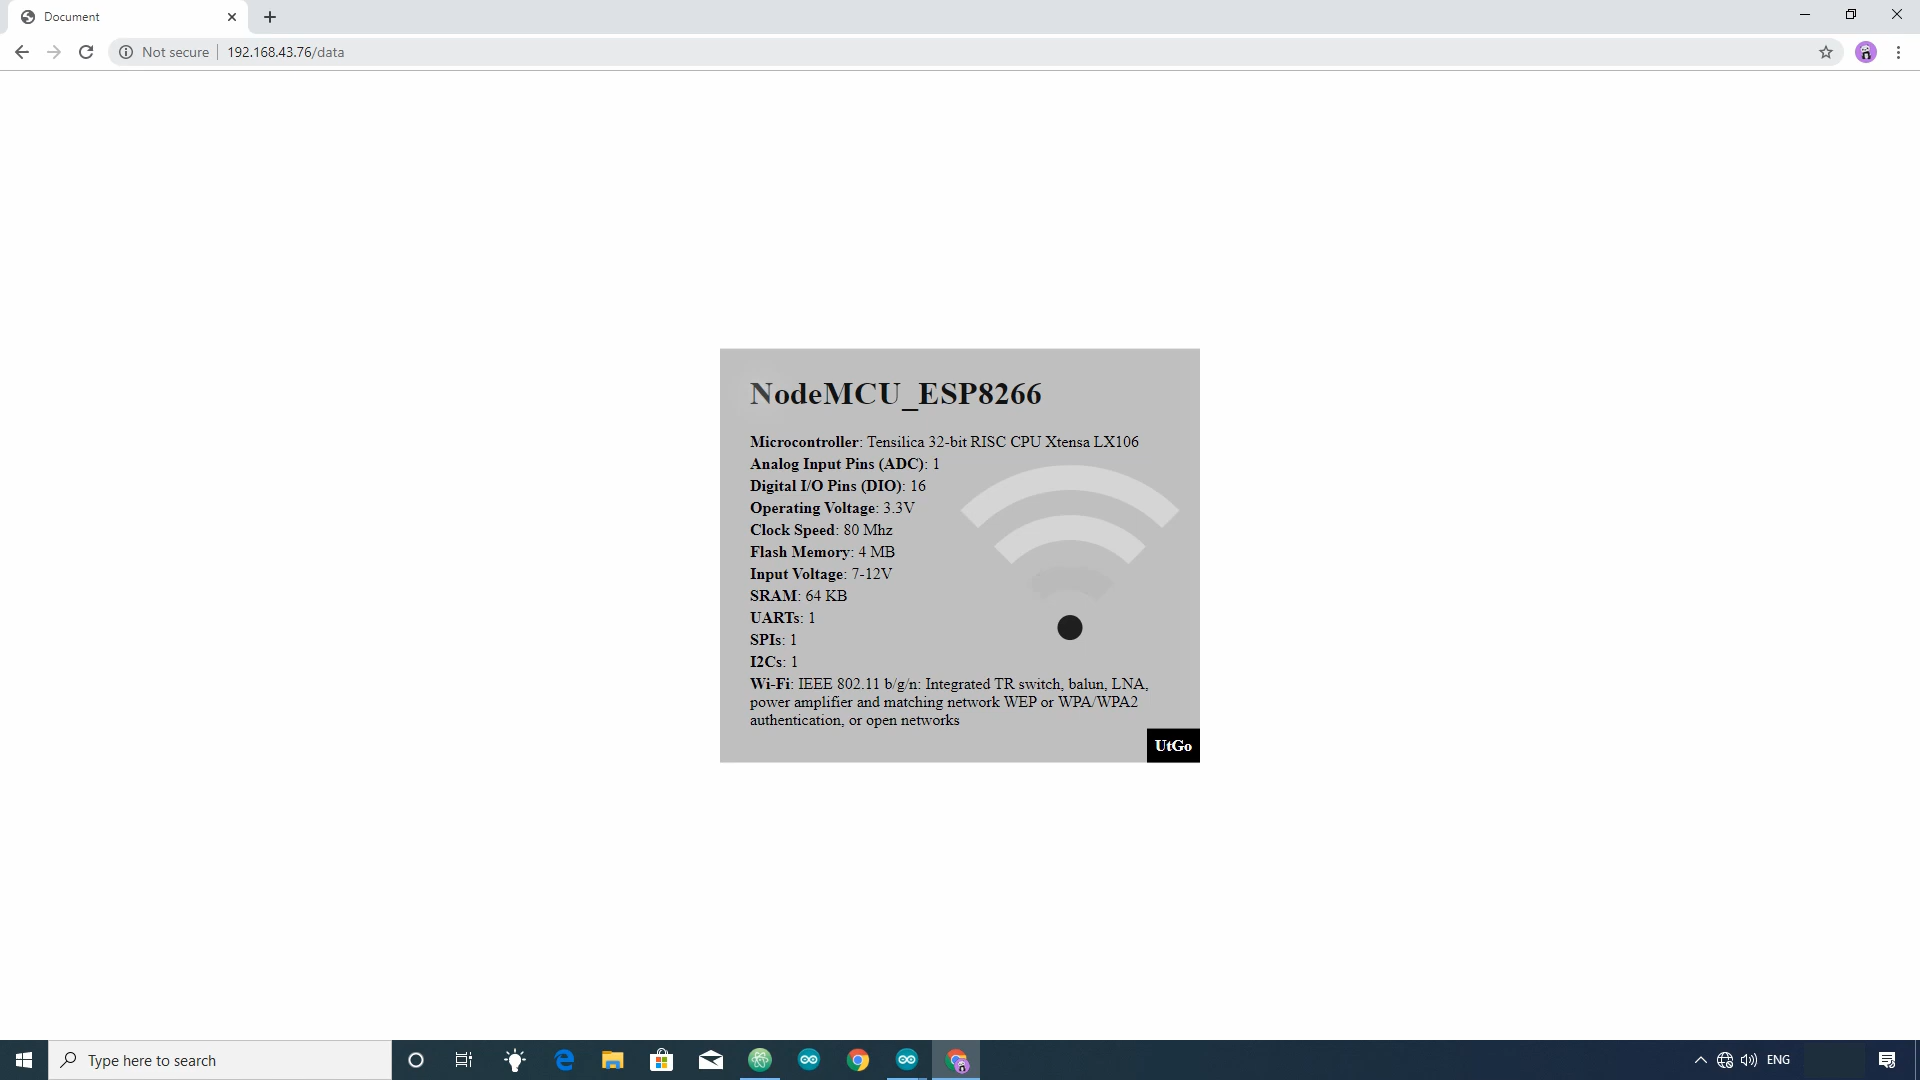 Document
Not secure
192.168.43.76/data
NodeMCU_ESP8266
Microcontroller: Tensilica 32-bit RISC CPU Xtensa LX106
Analog Input Pins (ADC): 1
Digital I/O Pins (DIO): 16
Operating Voltage: 3.3V
Clock Speed: 80 Mhz
Flash Memory: 4 MB
Input Voltage: 7-12V
SRAM: 64 KB
UARTs: 1
SPIs: 1
I2Cs: 1
Wi-Fi: IEEE 802.11 b/g/n: Integrated TR switch, balun, LNA,
power amplifier and matching network WEP or WPA/WPA2
authentication, or open networks
UtGo
Type here to search
ENG